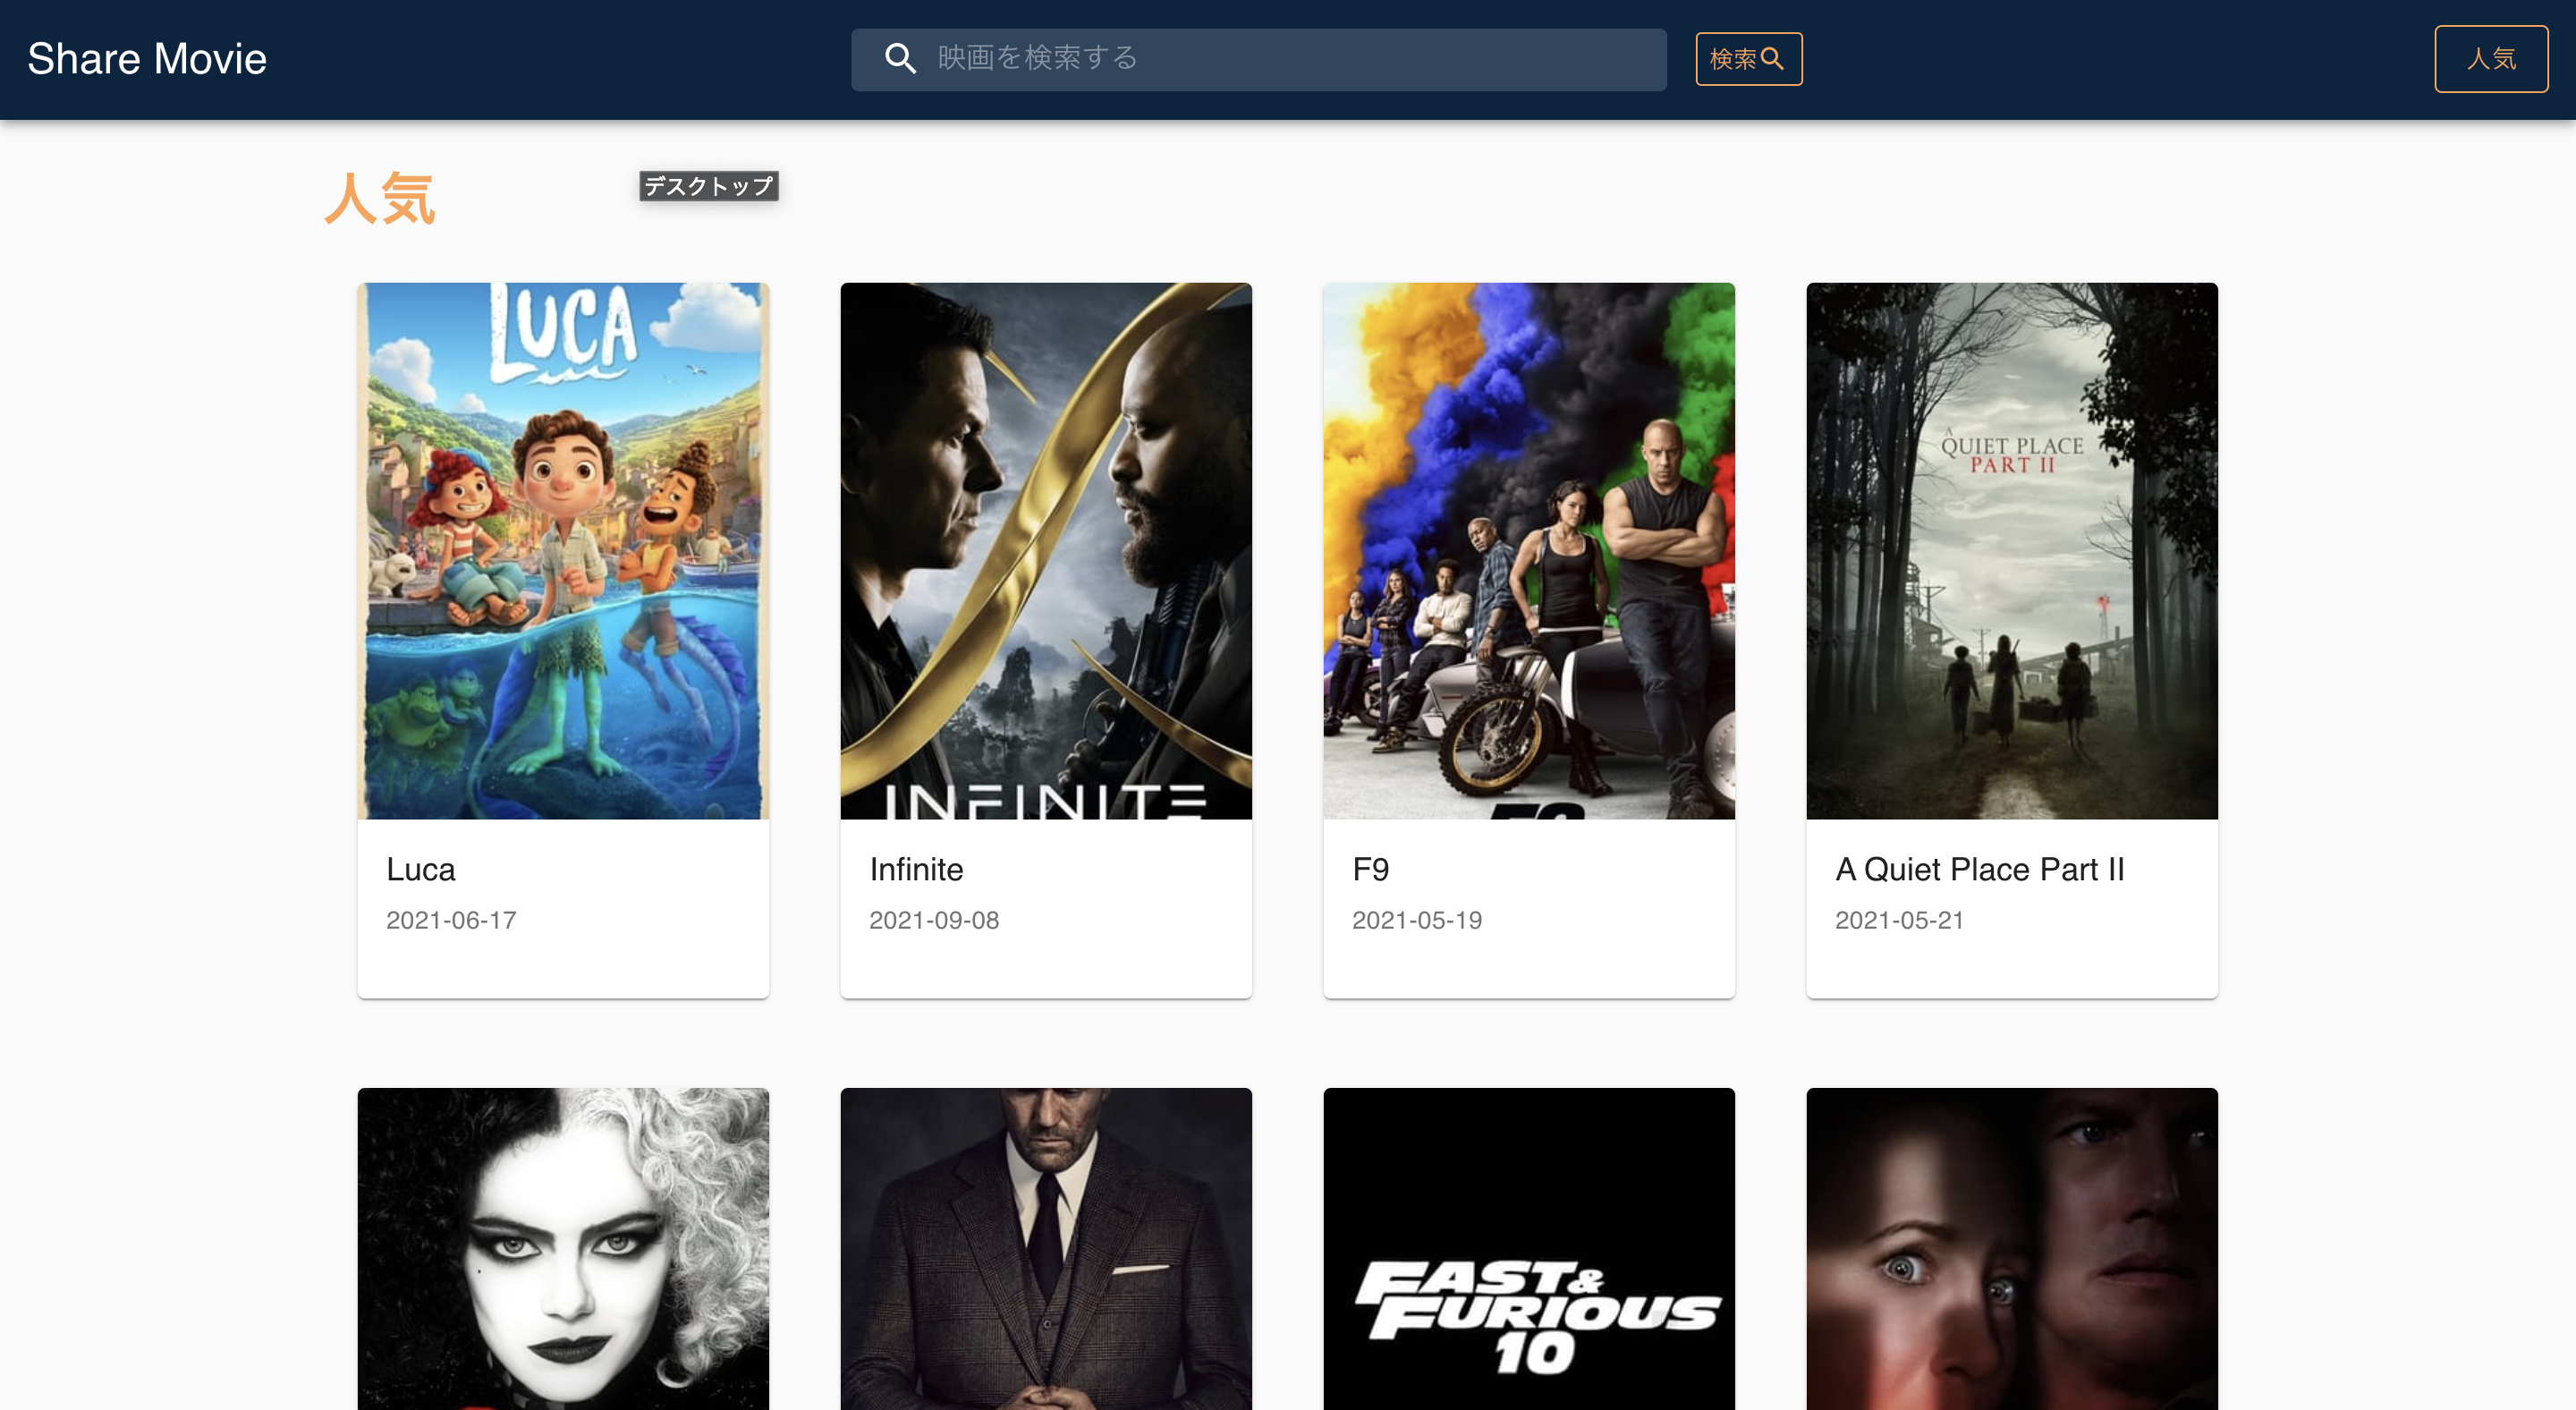 Share Movie
映画を検索する
検索
人気
人気
デスクトップ
LUCA
INFINITE
F9
A
QUIET PLACE
PART II
Luca
Infinite
F9
A Quiet Place Part II
2021-06-17
2021-09-08
2021-05-19
2021-05-21
FAST &
FURIOUS
10